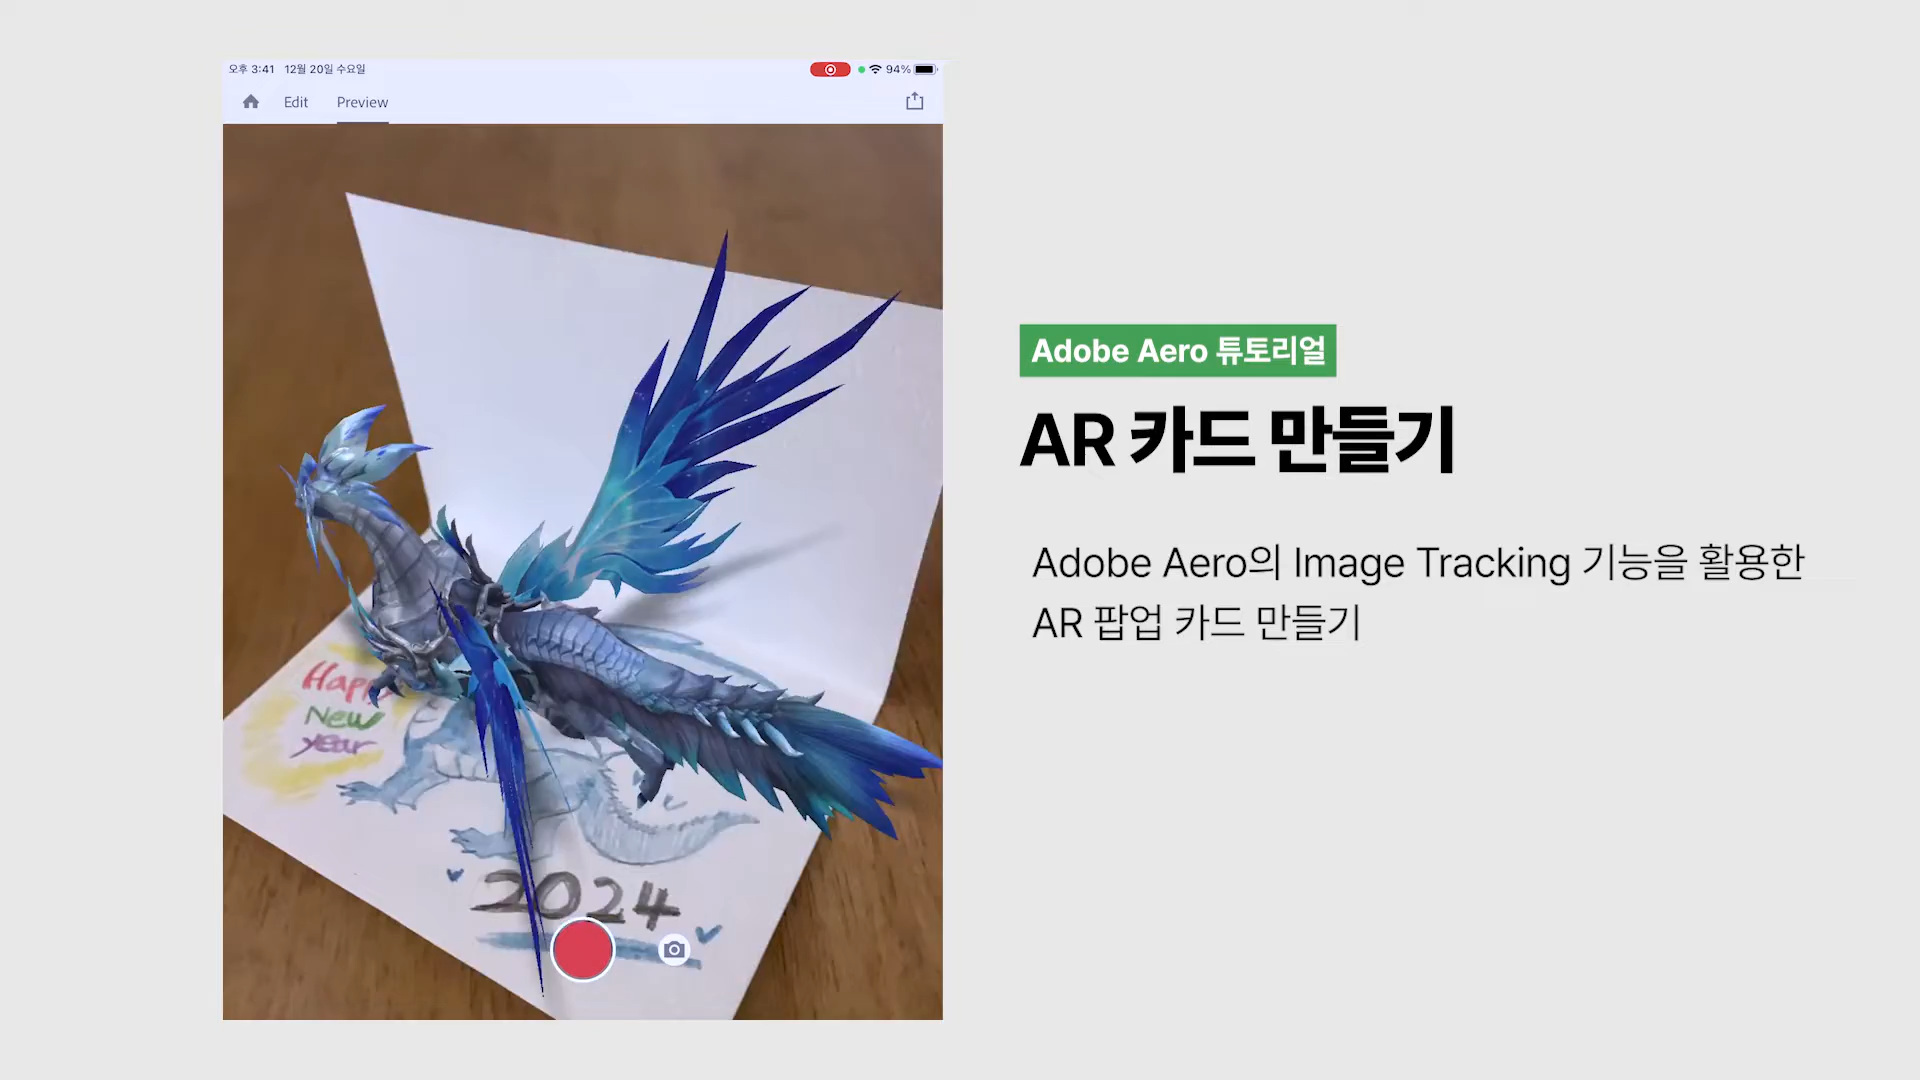 오후 3:41 12월 20일 수요일 94%
Edit Preview
Happy
New
year
2024
Adobe Aero 튜토리얼
AR 카드 만들기
Adobe Aero의 Image Tracking 기능을 활용한
AR 팝업 카드 만들기